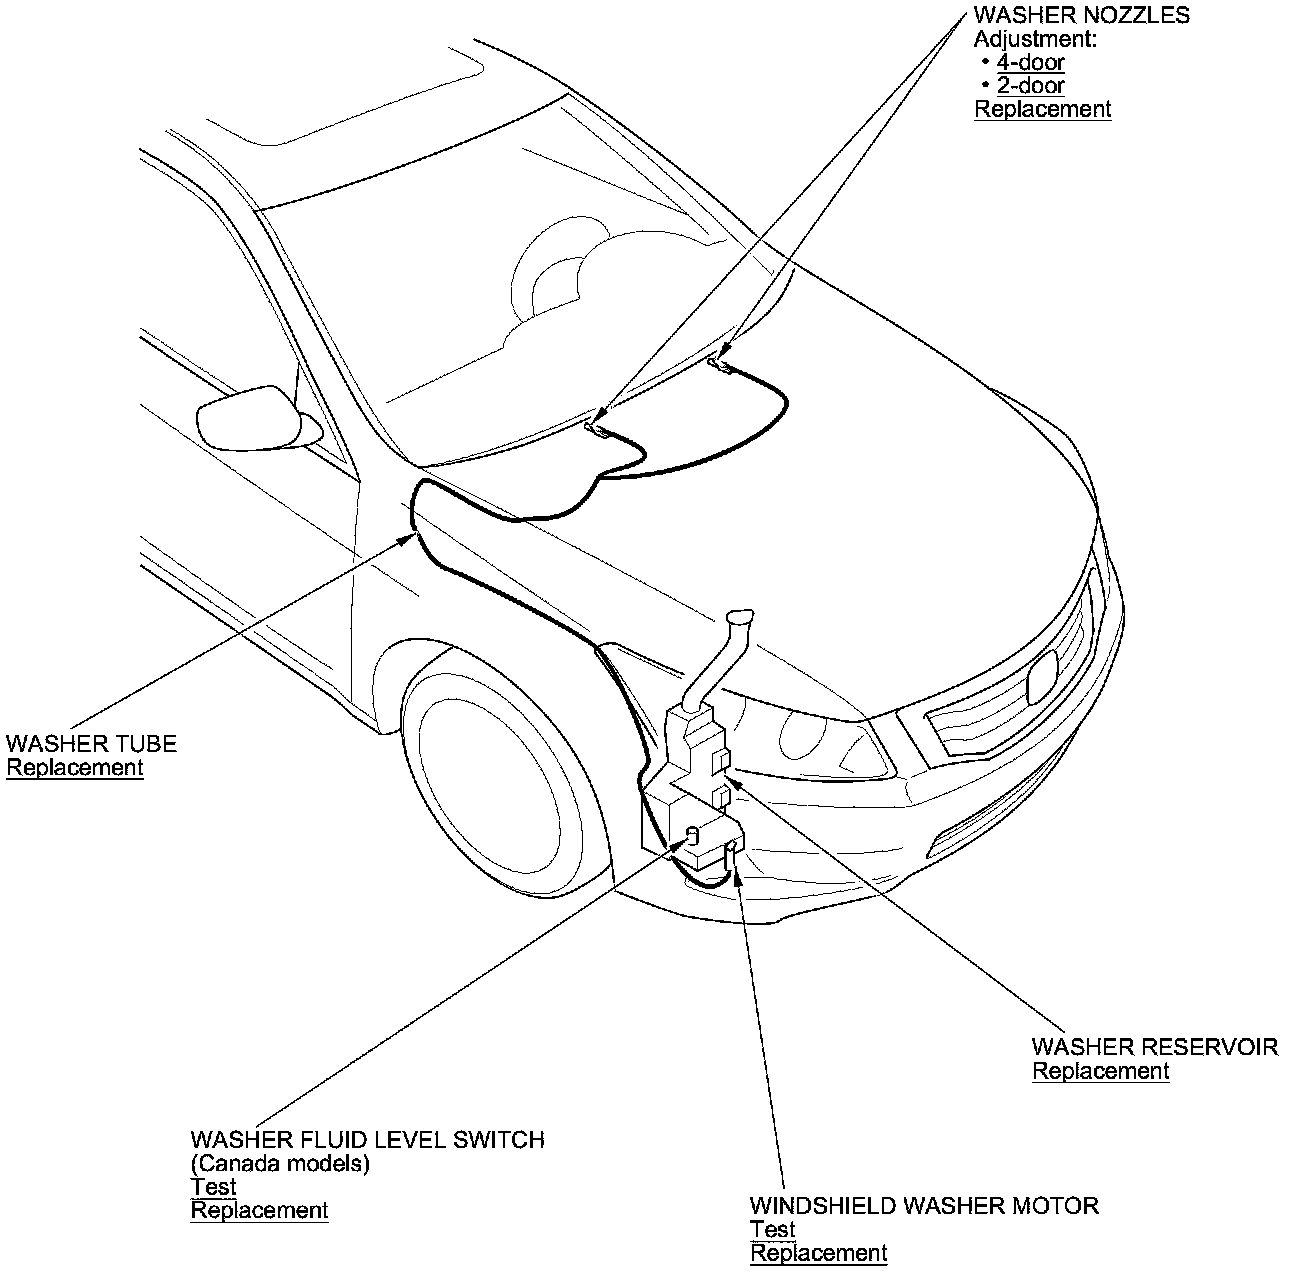 WASHER NOZZLES
Adjustment:
• 4-door
• 2-door
Replacement
WASHER TUBE
Replacement
WASHER RESERVOIR
Replacement
WASHER FLUID LEVEL SWITCH
(Canada models)
Test
Replacement
WINDSHIELD WASHER MOTOR
Test
Replacement